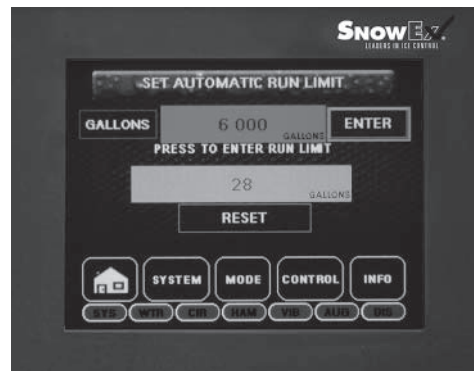 SNOWEX.
LEADERS IN ICE CONTROL
SET AUTOMATIC RUN LIMIT
GALLONS 6 000 GALLONS ENTER
PRESS TO ENTER RUN LIMIT
28 GALLONS
RESET
SYSTEM MODE CONTROL INFO
SYS WTR CIR HAM VIB AUG DIS